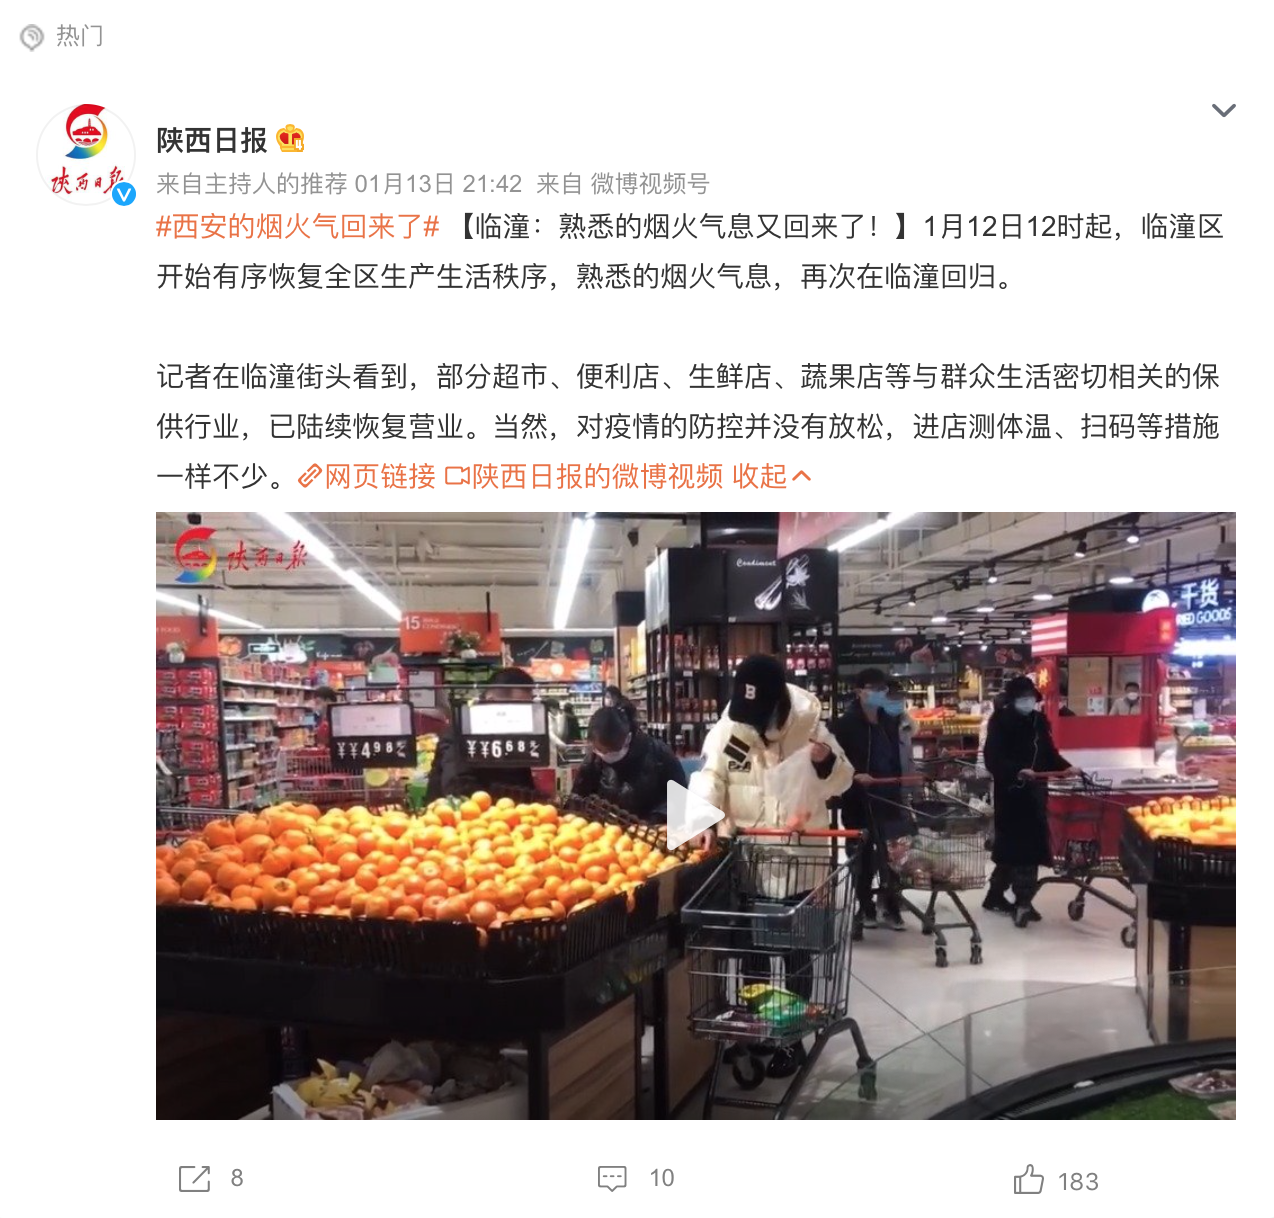 热门
陕西日报
来自主持人的推荐 01月13日 21:42 来自 微博视频号
#西安的烟火气回来了# 【临潼：熟悉的烟火气息又回来了！】1月12日12时起，临潼区
开始有序恢复全区生产生活秩序，熟悉的烟火气息，再次在临潼回归。
记者在临潼街头看到，部分超市、便利店、生鲜店、蔬果店等与群众生活密切相关的保
供行业，已陆续恢复营业。当然，对疫情的防控并没有放松，进店测体温、扫码等措施
一样不少。网页链接 陕西日报的微博视频 收起
陕西日报
Condiment
干货
DRIED GOODS
15
14
B
¥¥4.98
¥¥6.68
8
10
183